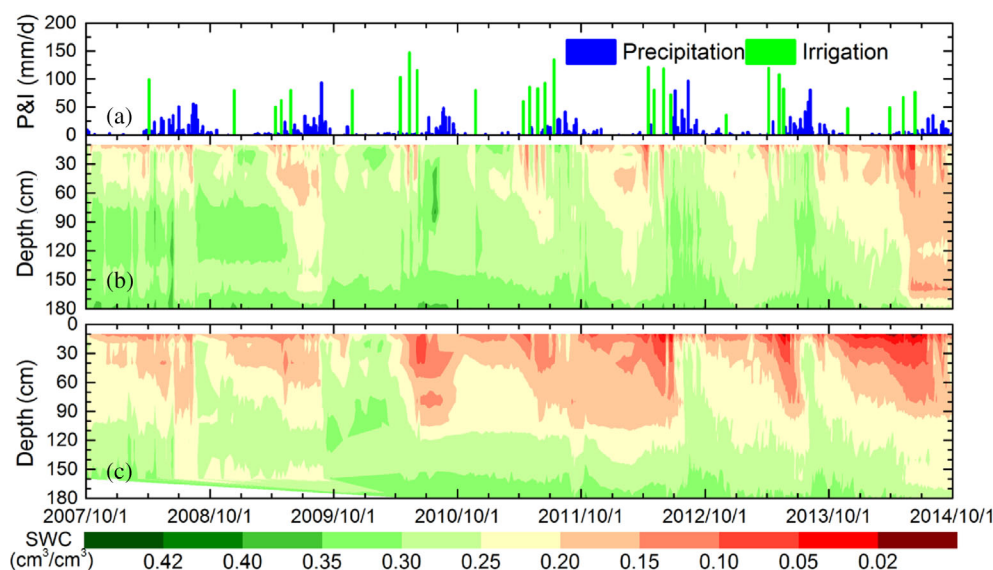 P&I (mm/d)
200
150
100
50
0
Precipitation
Irrigation
(a)
Depth (cm)
30
60
90
120
150
180
(b)
Depth (cm)
0
30
60
90
120
150
180
(c)
2007/10/1 2008/10/1 2009/10/1 2010/10/1 2011/10/1 2012/10/1 2013/10/1 2014/10/1
SWC
(cm³/cm³)
0.42 0.40 0.35 0.30 0.25 0.20 0.15 0.10 0.05 0.02